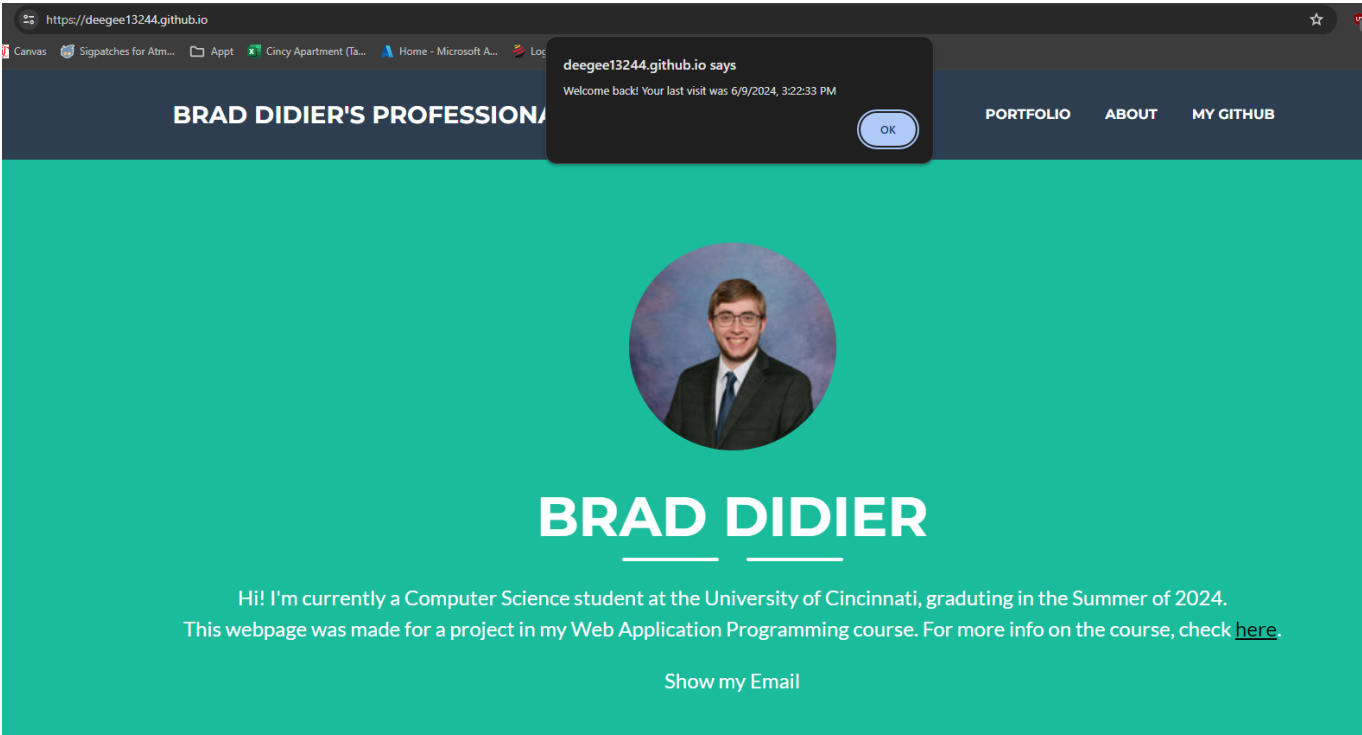 https://deegee13244.github.io
Canvas Sigpatches for Atm... Appt Cincy Apartment (Ta... Home - Microsoft A... Log
deegee13244.github.io says
Welcome back! Your last visit was 6/9/2024, 3:22:33 PM
OK
BRAD DIDIER'S PROFESSIONA PORTFOLIO ABOUT MY GITHUB
BRAD DIDIER
Hi! I'm currently a Computer Science student at the University of Cincinnati, graduting in the Summer of 2024.
This webpage was made for a project in my Web Application Programming course. For more info on the course, check here.
Show my Email